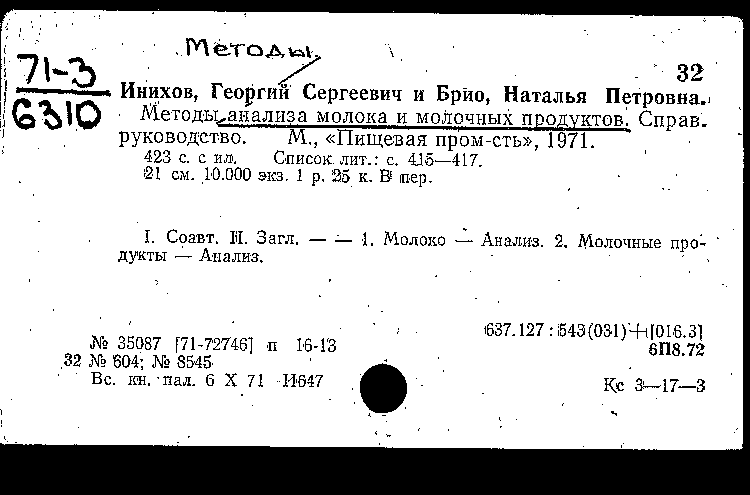 Методы.
71-3
6310
32
Инихов, Георгий Сергеевич и Брио, Наталья Петровна.
Методы анализа молока и молочных продуктов. Справ.
руководство. М., «Пищевая пром-сть», 1971.
423 с. с ил. Список лит.: с. 415—417.
21 см. 10.000 экз. 1 р. 25 к. В пер.
I. Соавт. II. Загл. — — 1. Молоко — Анализ. 2. Молочные про-
дукты — Анализ.
637.127:543(031)+[016.3]
6П8.72
№ 35087 [71-72746] п 16-13
32 № 604; № 8545
Вс. кн. пал. 6 X 71 И647
Кс 3—17—3